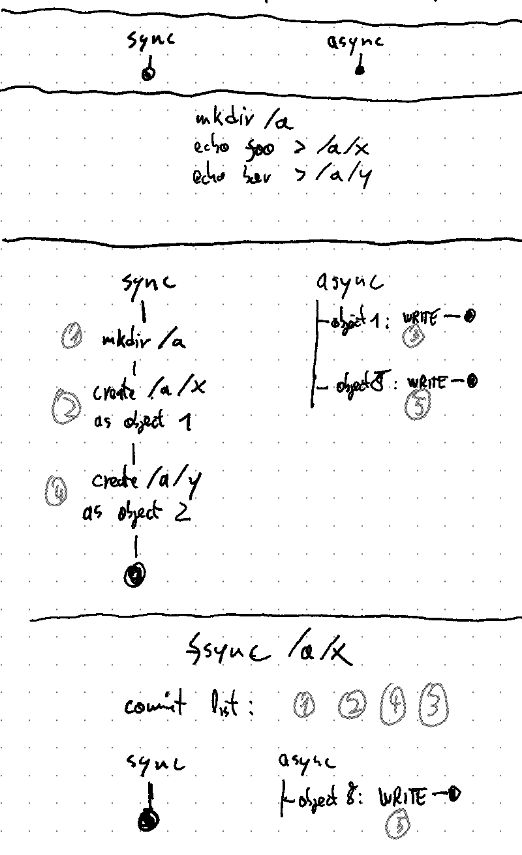 sync async
mkdir /a
echo foo > /a/x
echo bar > /a/y
sync async
① mkdir /a
object 1: WRITE
③
② create /a/x
as object 1
object : WRITE
⑤
④ create /a/y
as object 2
fsync /a/x
commit list: ① ② ④ ③
sync async
object 8: WRITE
⑤